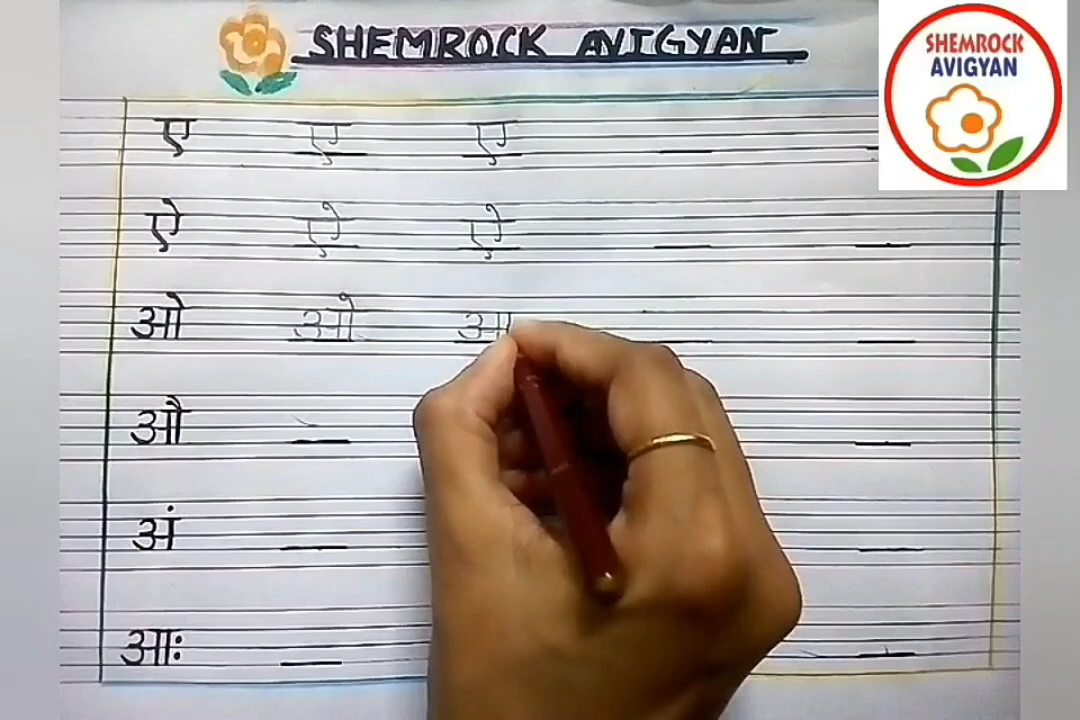 SHEMROCK AVIGYAN
SHEMROCK
AVIGYAN
ए ए ए
ऐ ऐ ऐ
ओ ओ आ
औ
अं
आः